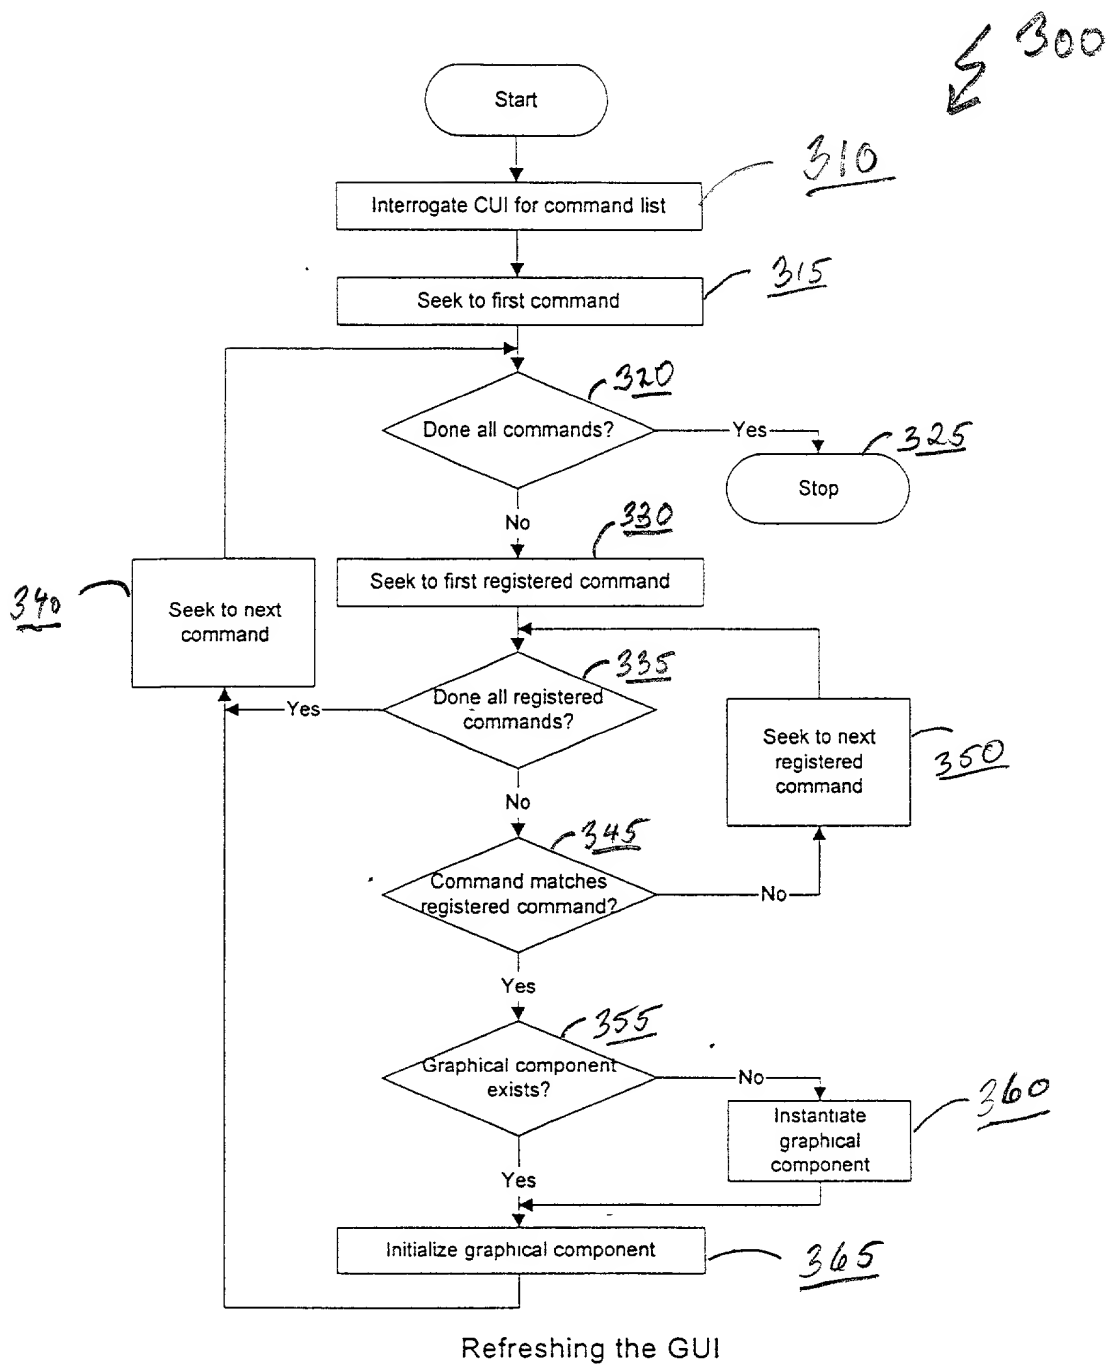 300
Start
310
Interrogate CUI for command list
315
Seek to first command
320
Done all commands?
Yes
325
Stop
No
330
Seek to first registered command
340
Seek to next
command
335
Done all registered
commands?
Yes
350
Seek to next
registered
command
No
345
Command matches
registered command?
No
Yes
355
Graphical component
exists?
No
360
Instantiate
graphical
component
Yes
Initialize graphical component
365
Refreshing the GUI